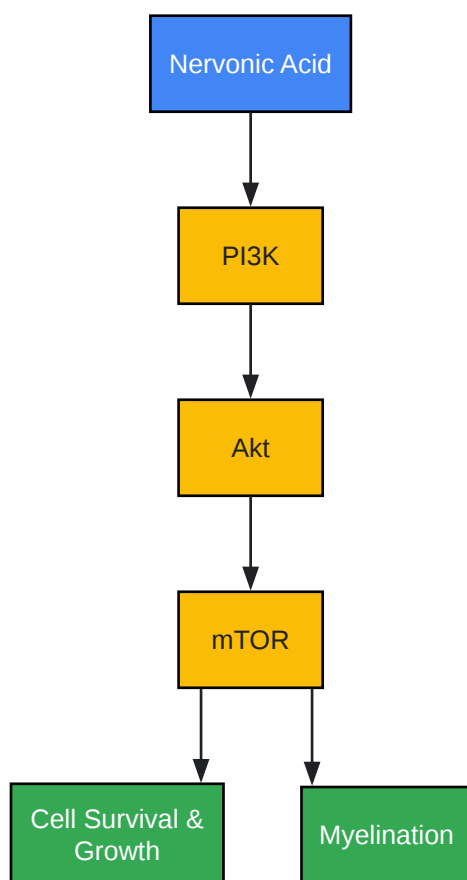 Nervonic Acid
PI3K
Akt
mTOR
Cell Survival &
Growth
Myelination